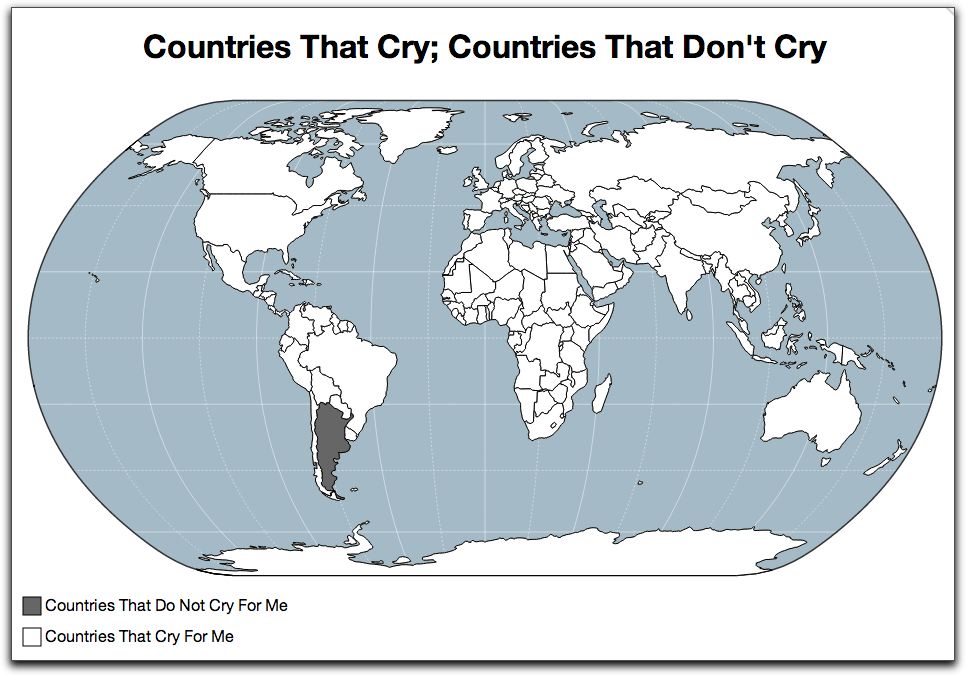 Countries That Cry; Countries That Don't Cry
Countries That Do Not Cry For Me
Countries That Cry For Me